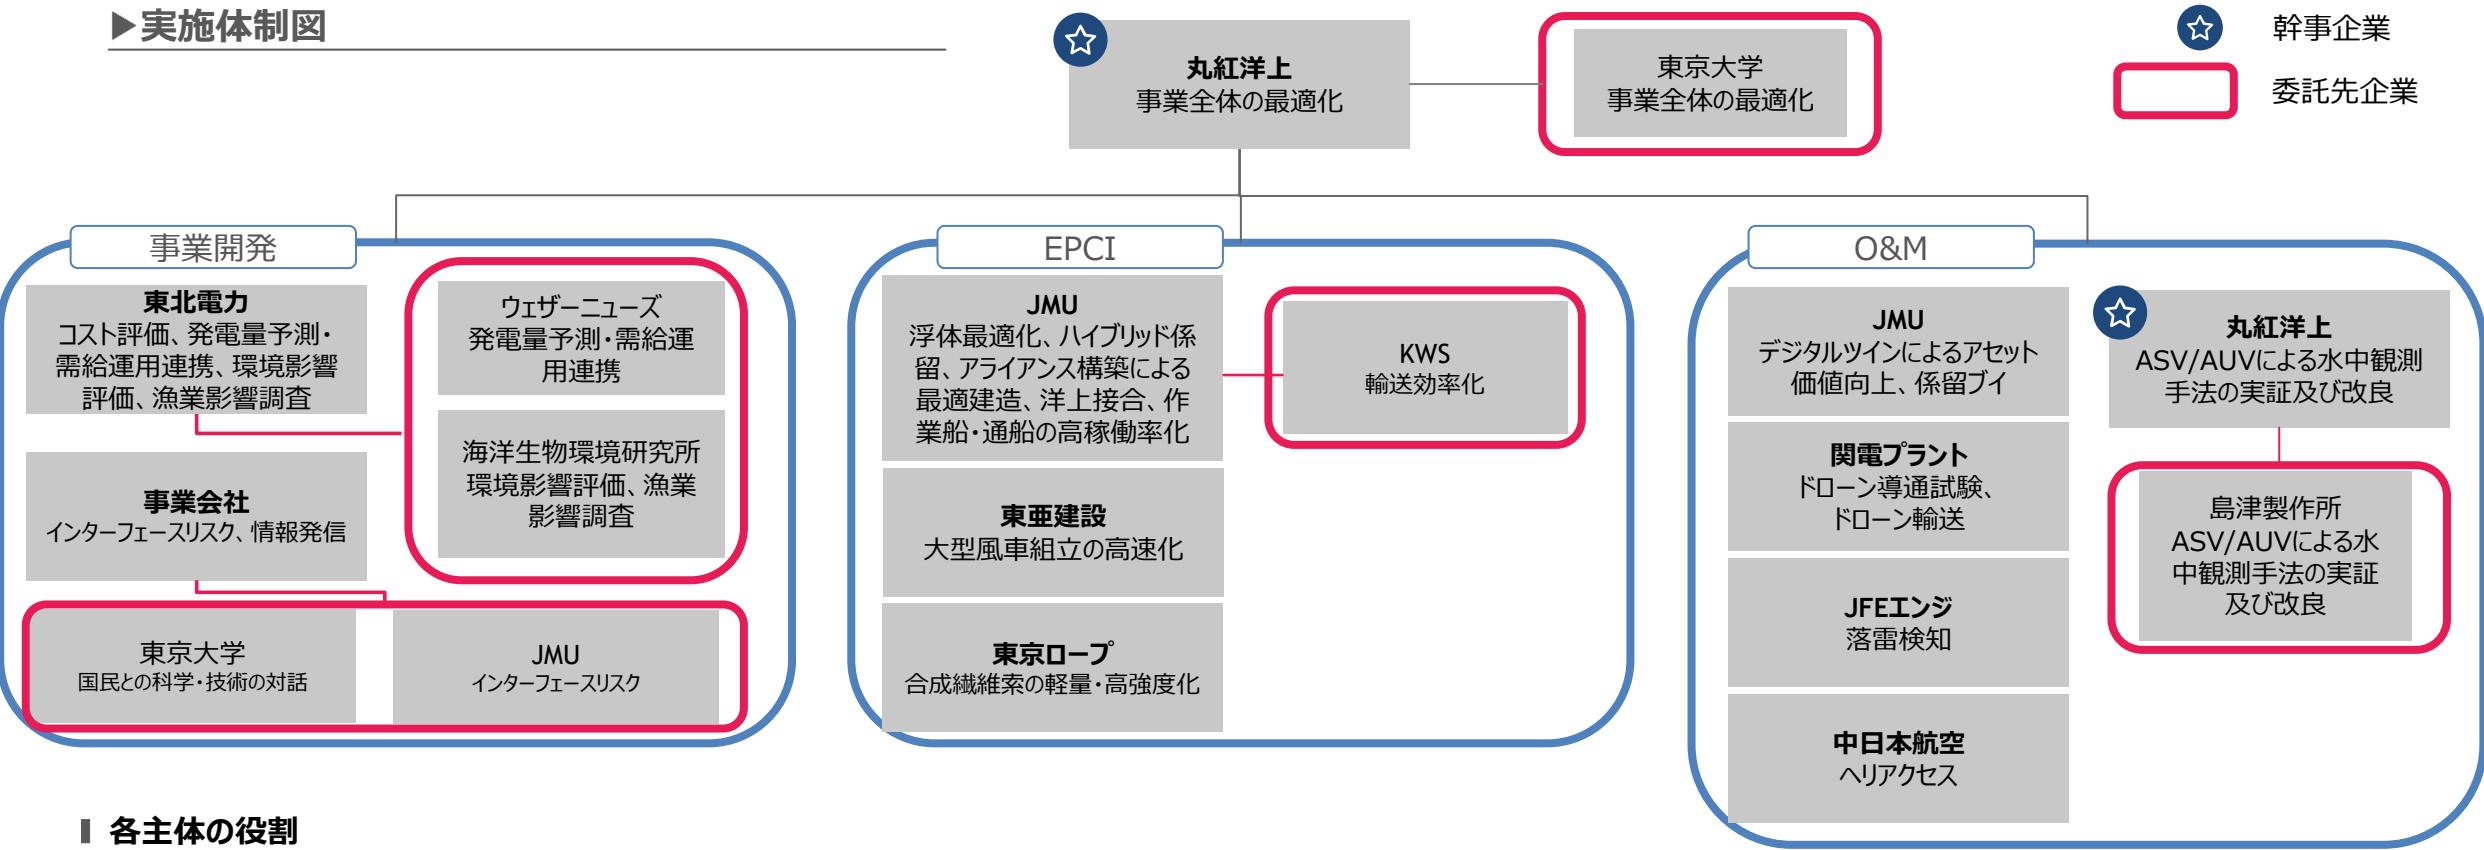 ▶実施体制図
丸紅洋上
事業全体の最適化
東京大学
事業全体の最適化
幹事企業
委託先企業
事業開発
東北電力
コスト評価、発電量予測・
需給運用連携、環境影響
評価、漁業影響調査
ウェザーニューズ
発電量予測・需給運
用連携
海洋生物環境研究所
環境影響評価、漁業
影響調査
事業会社
インターフェースリスク、情報発信
東京大学
国民との科学・技術の対話
JMU
インターフェースリスク
EPCI
JMU
浮体最適化、ハイブリッド係
留、アライアンス構築による
最適建造、洋上接合、作
業船・通船の高稼働率化
KWS
輸送効率化
東亜建設
大型風車組立の高速化
東京ロープ
合成繊維索の軽量・高強度化
O&M
JMU
デジタルツインによるアセット
価値向上、係留ブイ
丸紅洋上
ASV/AUVによる水中観測
手法の実証及び改良
関電プラント
ドローン導通試験、
ドローン輸送
島津製作所
ASV/AUVによる水
中観測手法の実証
及び改良
JFEエンジ
落雷検知
中日本航空
ヘリアクセス
各主体の役割